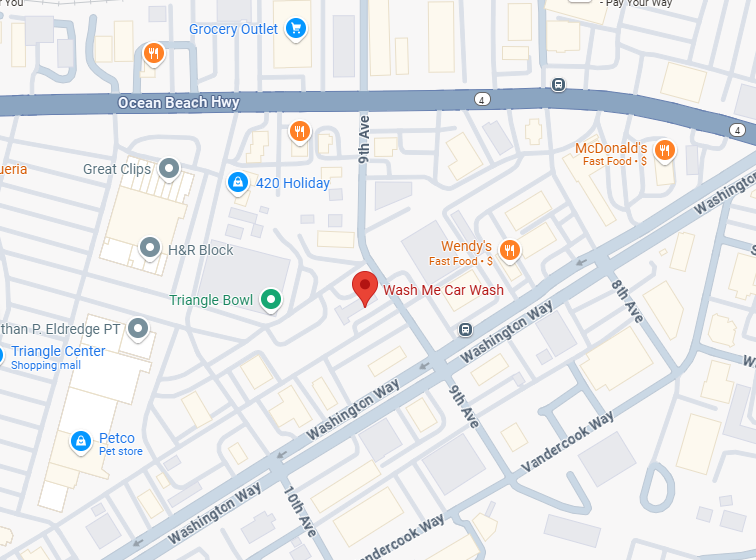 r You
- Pay Your Way
Grocery Outlet
Ocean Beach Hwy
4
4
9th Ave
McDonald's
Fast Food • $
ueria
Great Clips
420 Holiday
Washington
H&R Block
Wendy's
Fast Food • $
S
Triangle Bowl
Wash Me Car Wash
8th Ave
than P. Eldredge PT
Washington Way
Triangle Center
Shopping mall
W
9th Ave
Washington Way
Petco
Pet store
Vandercook Way
Washington Way
10th Ave
andercook Way